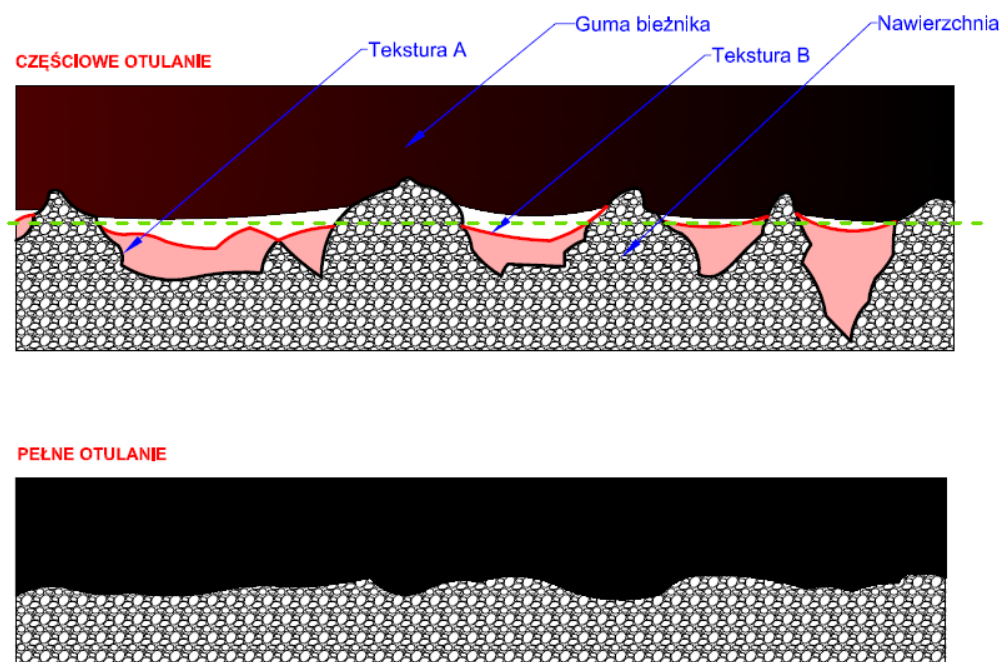 Guma bieżnika
Nawierzchnia
Tekstura A
Tekstura B
CZĘŚCIOWE OTULANIE
PEŁNE OTULANIE